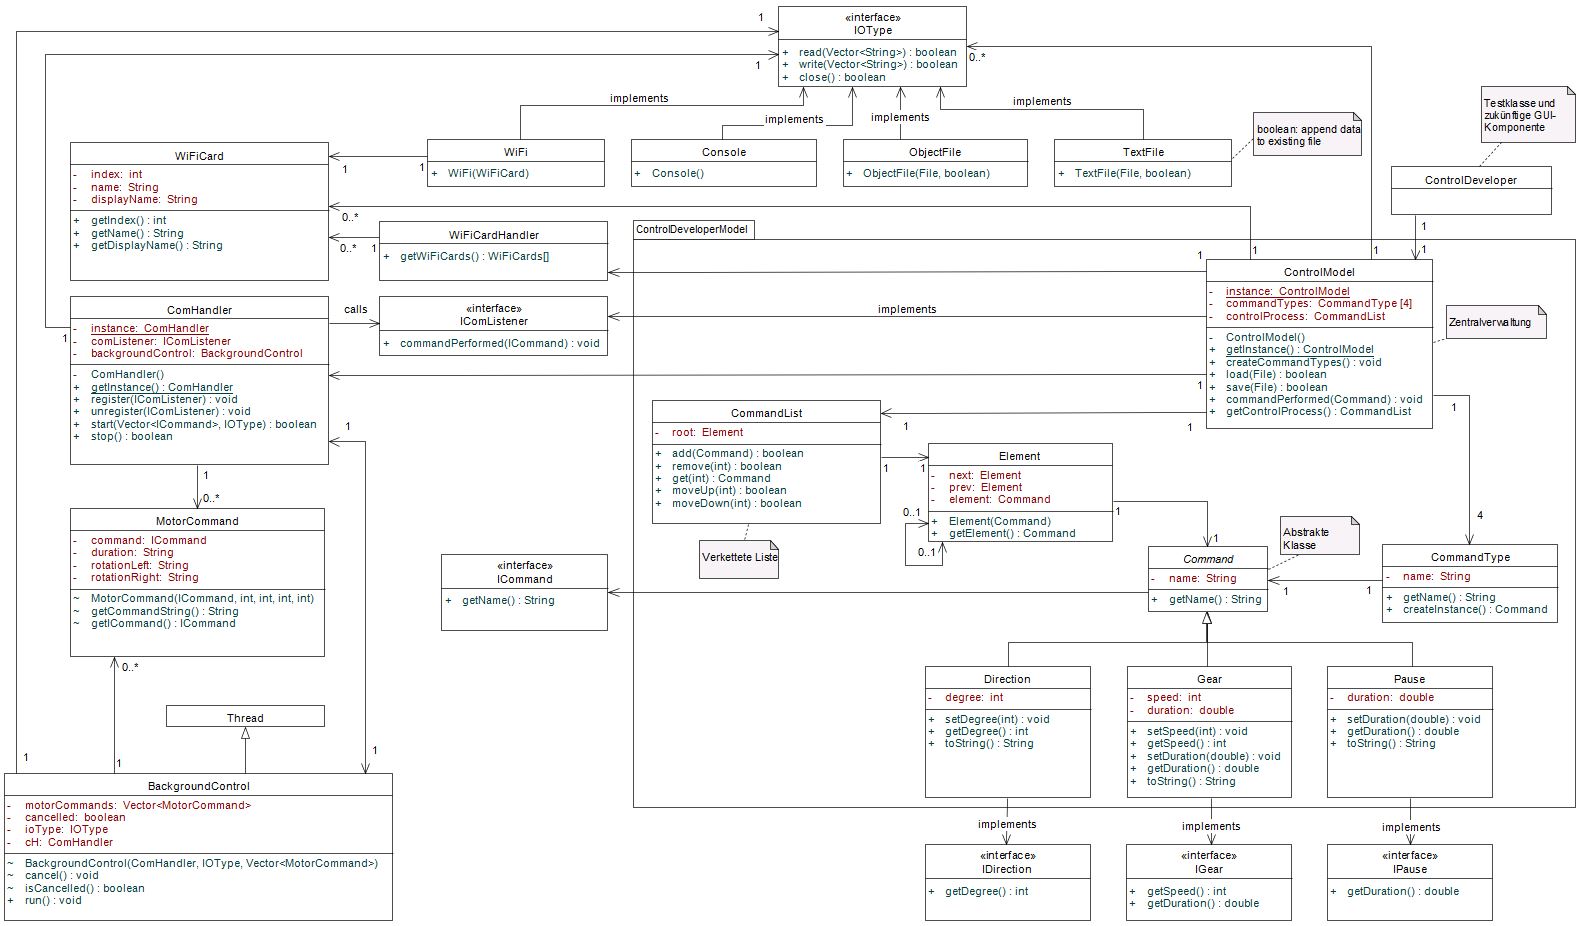 «interface»
IOType
+ read(Vector<String>) : boolean
+ write(Vector<String>) : boolean
+ close() : boolean
1
1
0..*
implements
implements
implements
implements
WiFi
+ WiFi(WiFiCard)
Console
+ Console()
ObjectFile
+ ObjectFile(File, boolean)
TextFile
+ TextFile(File, boolean)
boolean: append data
to existing file
Testklasse und
zukünftige GUI-
Komponente
ControlDeveloper
1
1
WiFiCard
- index: int
- name: String
- displayName: String
+ getIndex() : int
+ getName() : String
+ getDisplayName() : String
1
1
0..*
0..*
1
WiFiCardHandler
+ getWiFiCards() : WiFiCards[]
ControlDeveloperModel
1
1
1
ControlModel
- instance: ControlModel
- commandTypes: CommandType [4]
- controlProcess: CommandList
- ControlModel()
+ getInstance() : ControlModel
+ createCommandTypes() : void
+ load(File) : boolean
+ save(File) : boolean
+ commandPerformed(Command) : void
+ getControlProcess() : CommandList
Zentralverwaltung
ComHandler
- instance: ComHandler
- comListener: IComListener
- backgroundControl: BackgroundControl
- ComHandler()
+ getInstance() : ComHandler
+ register(IComListener) : void
+ unregister(IComListener) : void
+ start(Vector<ICommand>, IOType) : boolean
+ stop() : boolean
1
calls
«interface»
IComListener
+ commandPerformed(ICommand) : void
implements
1
1
1
1
1
CommandList
- root: Element
+ add(Command) : boolean
+ remove(int) : boolean
+ get(int) : Command
+ moveUp(int) : boolean
+ moveDown(int) : boolean
Verkettete Liste
1
1
Element
- next: Element
- prev: Element
- element: Command
+ Element(Command)
+ getElement() : Command
0..1
0..1
1
1
4
1
0..*
MotorCommand
- command: ICommand
- duration: String
- rotationLeft: String
- rotationRight: String
~ MotorCommand(ICommand, int, int, int, int)
~ getCommandString() : String
~ getICommand() : ICommand
0..*
«interface»
ICommand
+ getName() : String
Abstrakte
Klasse
Command
- name: String
+ getName() : String
CommandType
- name: String
+ getName() : String
+ createInstance() : Command
1
1
Thread
1
1
1
BackgroundControl
- motorCommands: Vector<MotorCommand>
- cancelled: boolean
- ioType: IOType
- cH: ComHandler
~ BackgroundControl(ComHandler, IOType, Vector<MotorCommand>)
~ cancel() : void
~ isCancelled() : boolean
+ run() : void
Direction
- degree: int
+ setDegree(int) : void
+ getDegree() : int
+ toString() : String
Gear
- speed: int
- duration: double
+ setSpeed(int) : void
+ getSpeed() : int
+ setDuration(double) : void
+ getDuration() : double
+ toString() : String
Pause
- duration: double
+ setDuration(double) : void
+ getDuration() : double
+ toString() : String
implements
implements
implements
«interface»
IDirection
+ getDegree() : int
«interface»
IGear
+ getSpeed() : int
+ getDuration() : double
«interface»
IPause
+ getDuration() : double